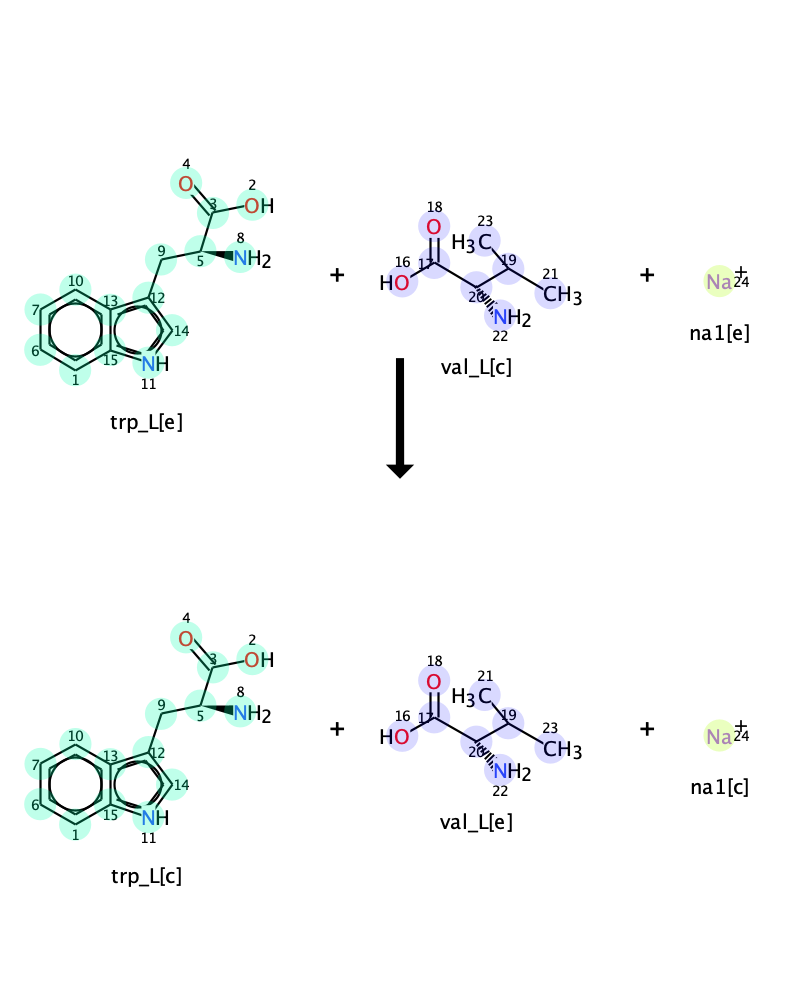 4
3
2
O
OH
8
9
5
NH2
10
13
12
7
14
6
15
NH
1
11
trp_L[e]
+
18
O
23
H3C
16
17
19
21
HO
20
CH3
NH2
22
val_L[c]
+
Na+
24
na1[e]
4
3
2
O
OH
8
9
5
NH2
10
13
12
7
14
6
15
NH
1
11
trp_L[c]
+
18
O
21
H3C
16
17
19
23
HO
20
CH3
NH2
22
val_L[e]
+
Na+
24
na1[c]